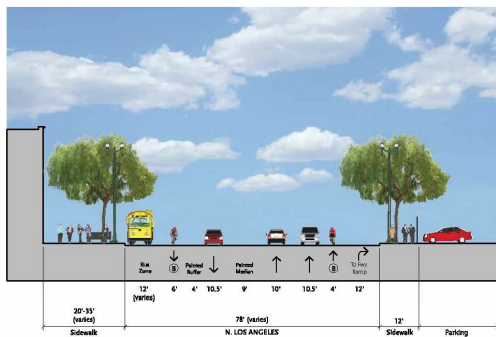 Bus
Zone
B
Painted
Buffer
Painted
Median
B
To Fwy.
Ramp
12'
(varies)
6'
4'
10.5'
9'
10'
10.5'
4'
12'
20'-35'
(varies)
78'
12'
Sidewalk
N. LOS ANGELES
Sidewalk
Parking